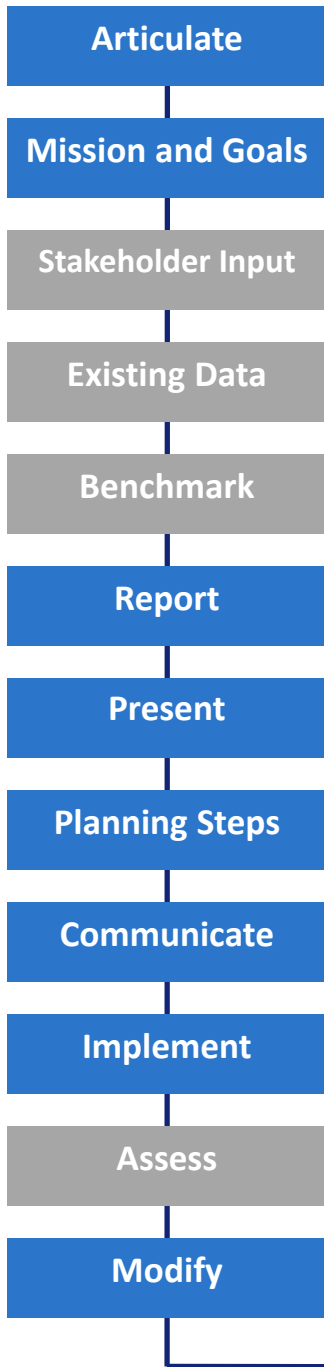 Articulate
Mission and Goals
Stakeholder Input
Existing Data
Benchmark
Report
Present
Planning Steps
Communicate
Implement
Assess
Modify